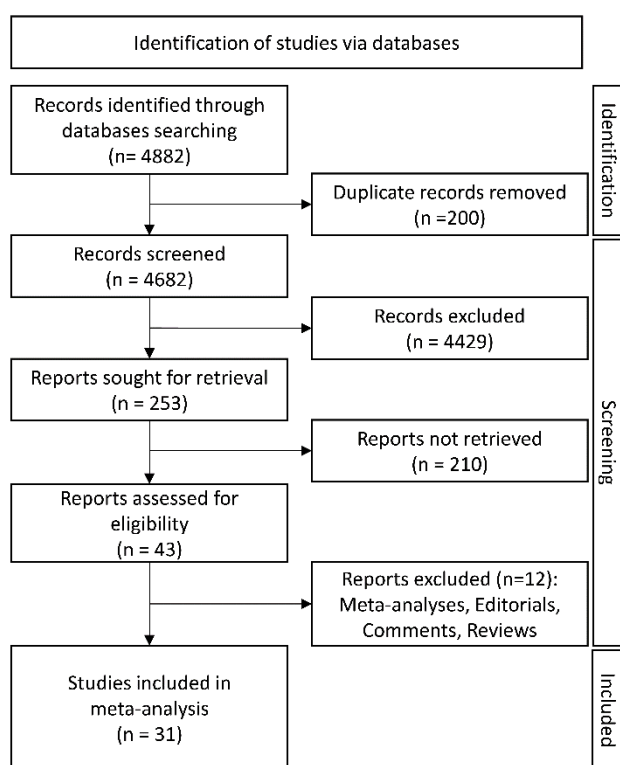 Identification of studies via databases
Records identified through
databases searching
(n= 4882)
Identification
Duplicate records removed
(n =200)
Records screened
(n = 4682)
Records excluded
(n = 4429)
Reports sought for retrieval
(n = 253)
Screening
Reports not retrieved
(n = 210)
Reports assessed for
eligibility
(n = 43)
Reports excluded (n=12):
Meta-analyses, Editorials,
Comments, Reviews
Studies included in
meta-analysis
(n = 31)
Included